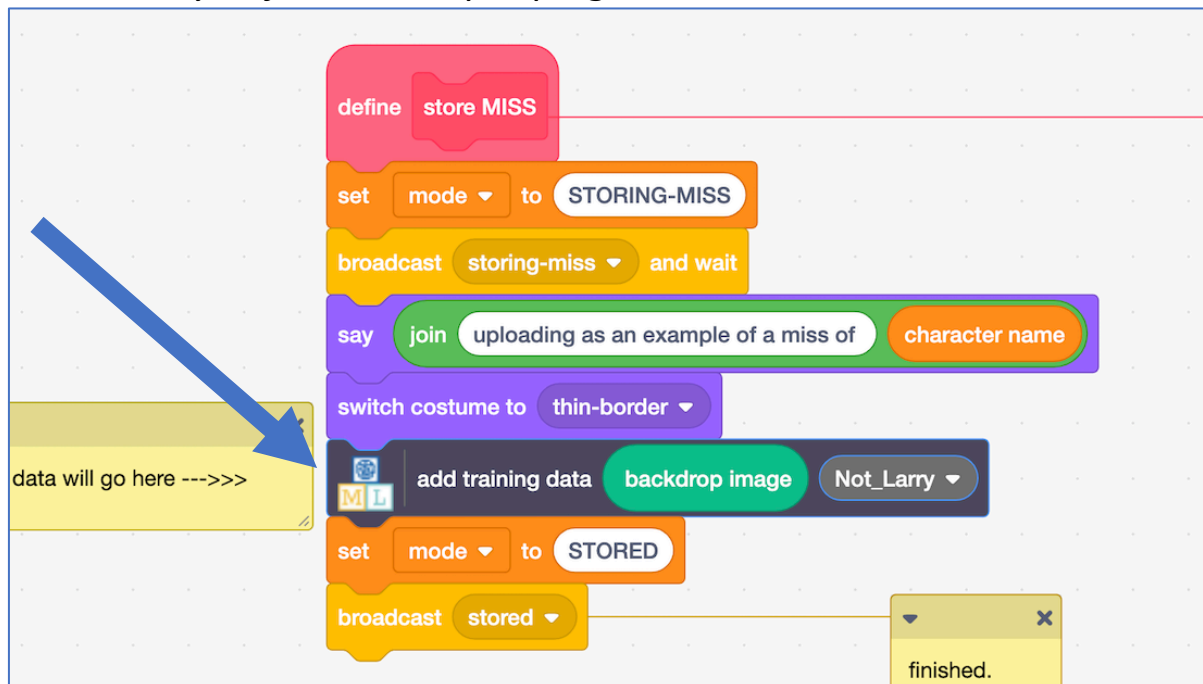 define store MISS
set mode to STORING-MISS
broadcast storing-miss and wait
say join uploading as an example of a miss of character name
switch costume to thin-border
data will go here --->>>
ML add training data backdrop image Not_Larry
set mode to STORED
broadcast stored
finished.